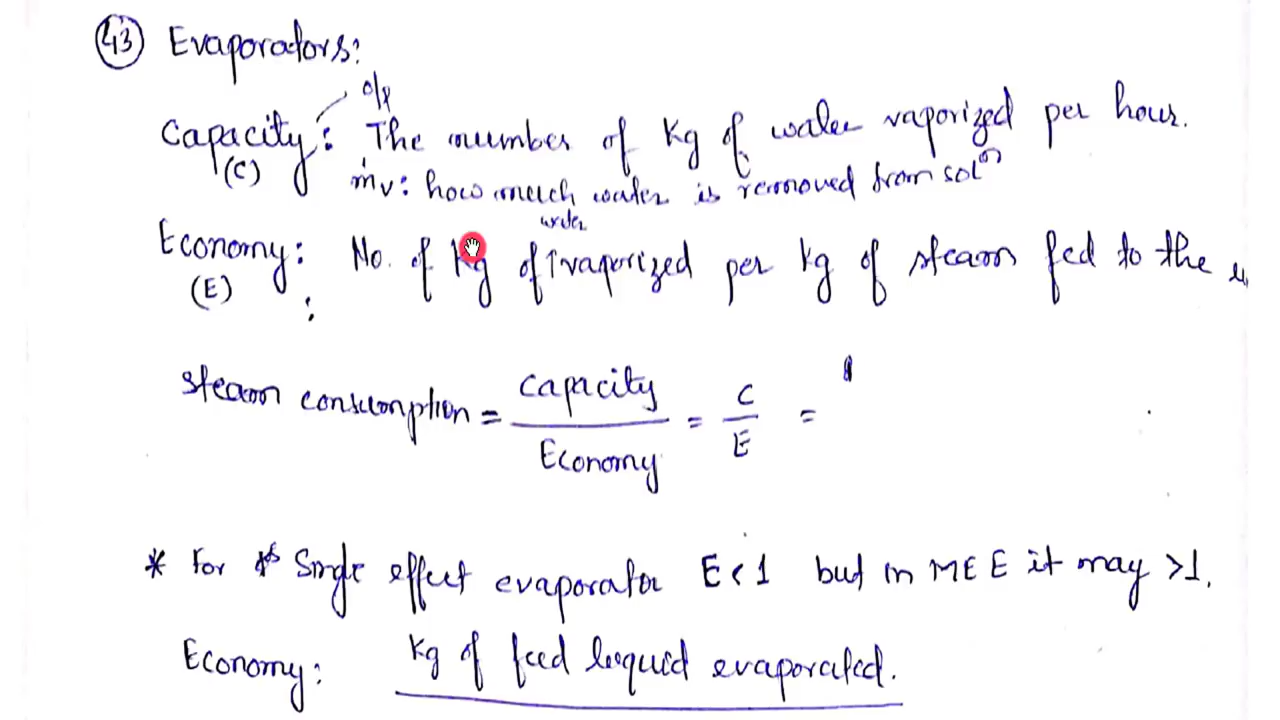 43 Evaporators:
o/p
Capacity: The number of Kg of water vaporized per hour.
(C) ṁv: how much water is removed from solⁿ
water
Economy: No. of Kg of vaporized per kg of steam fed to the
(E) :
steam consumption = Capacity / Economy = C / E =
* For Single effect evaporator E < 1 but in MEE it may >1.
Economy: Kg of feed liquid evaporated.